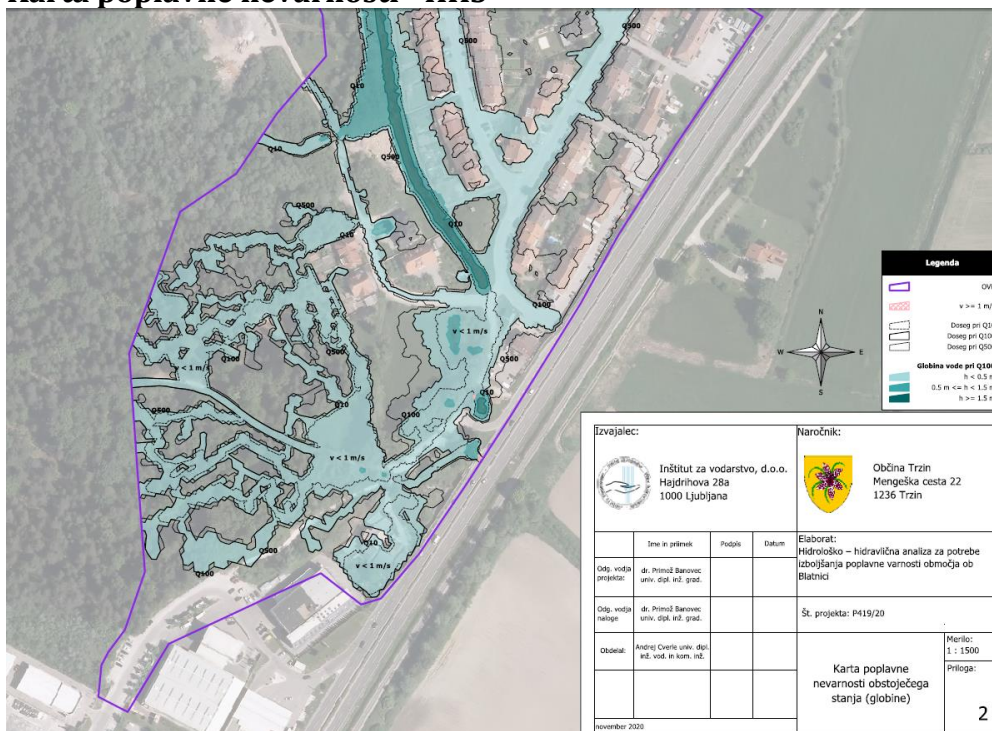 Q500
Q500
Q10
Q10
Q500
Q500
Q10
Q10
Q100
v < 1 m/s
Q500
Q100
Q500
v < 1 m/s
Q10
Q500
Q10
Q100
v < 1 m/s
Q10
v < 1 m/s
Q500
Q100
N
W
E
S
Legenda
v >= 1 m/
Doseg pri Q10
Doseg pri Q10
Doseg pri Q50
Globina vode pri Q100
h < 0.5 m
0.5 m <= h < 1.5 m
h >= 1.5 m
Izvajalec:
Inštitut za vodarstvo, d.o.o.
Hajdrihova 28a
1000 Ljubljana
Naročnik:
Občina Trzin
Mengeška cesta 22
1236 Trzin
Ime in priimek
Podpis
Datum
Odg. vodja
projekta:
dr. Primož Banovec
univ. dipl. inž. grad.
Odg. vodja
naloge
dr. Primož Banovec
univ. dipl. inž. grad.
Obdelal:
Andrej Cverle univ. dipl.
inž. vod. in kom. inž.
november 2020
Elaborat:
Hidrološko – hidravlična analiza za potrebe
izboljšanja poplavne varnosti območja ob
Blatnici
Št. projekta: P419/20
Karta poplavne
nevarnosti obstoječega
stanja (globine)
Merilo:
1 : 1500
Priloga:
2